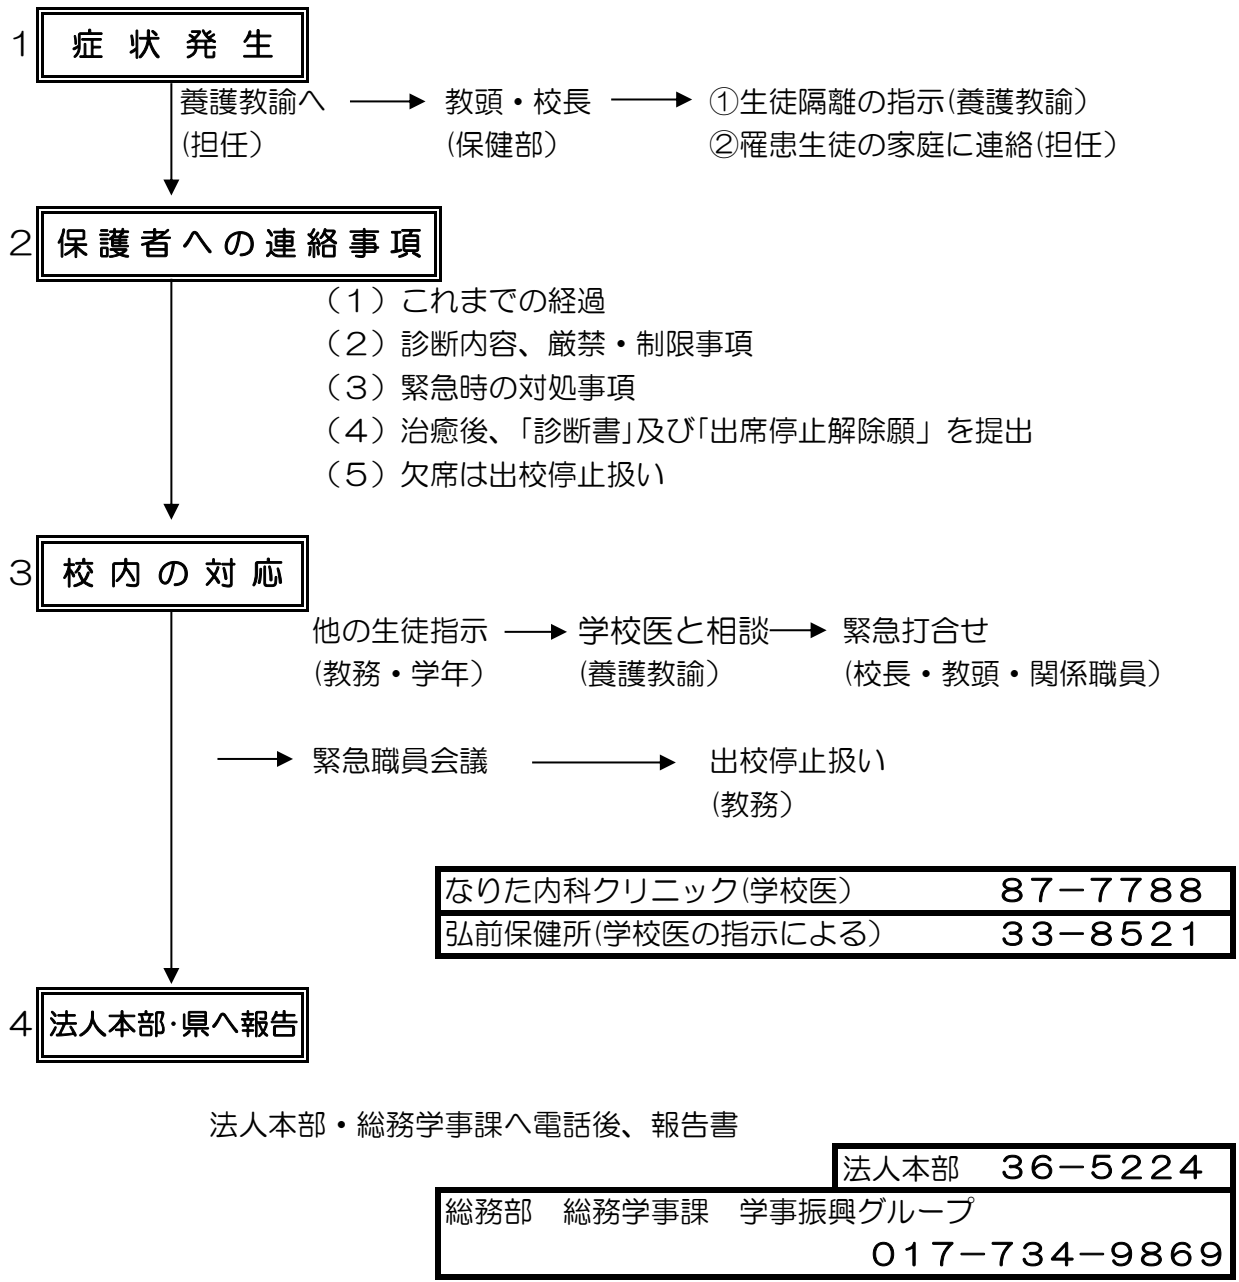 1 症状発生
養護教諭へ 教頭・校長 ①生徒隔離の指示(養護教諭)
(担任) (保健部) ②罹患生徒の家庭に連絡(担任)
2 保護者への連絡事項
(1)これまでの経過
(2)診断内容、厳禁・制限事項
(3)緊急時の対処事項
(4)治癒後、「診断書」及び「出席停止解除願」を提出
(5)欠席は出校停止扱い
3 校内の対応
他の生徒指示 学校医と相談 緊急打合せ
(教務・学年) (養護教諭) (校長・教頭・関係職員)
緊急職員会議 出校停止扱い
(教務)
なりた内科クリニック(学校医) 87-7788
弘前保健所(学校医の指示による) 33-8521
4 法人本部・県へ報告
法人本部・総務学事課へ電話後、報告書
法人本部 36-5224
総務部 総務学事課 学事振興グループ
017-734-9869